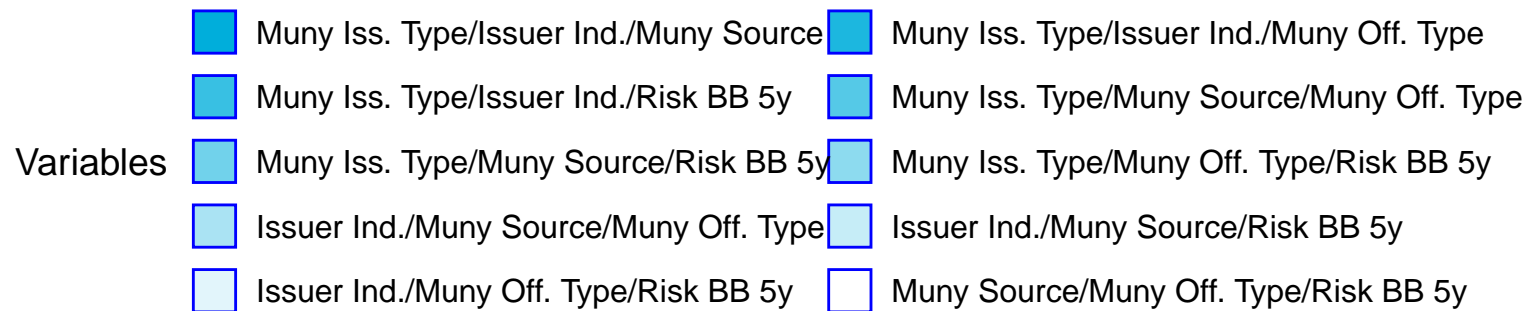 Muny Iss. Type/Issuer Ind./Muny Source Muny Iss. Type/Issuer Ind./Muny Off. Type
Muny Iss. Type/Issuer Ind./Risk BB 5y Muny Iss. Type/Muny Source/Muny Off. Type
Variables Muny Iss. Type/Muny Source/Risk BB 5y Muny Iss. Type/Muny Off. Type/Risk BB 5y
Issuer Ind./Muny Source/Muny Off. Type Issuer Ind./Muny Source/Risk BB 5y
Issuer Ind./Muny Off. Type/Risk BB 5y Muny Source/Muny Off. Type/Risk BB 5y